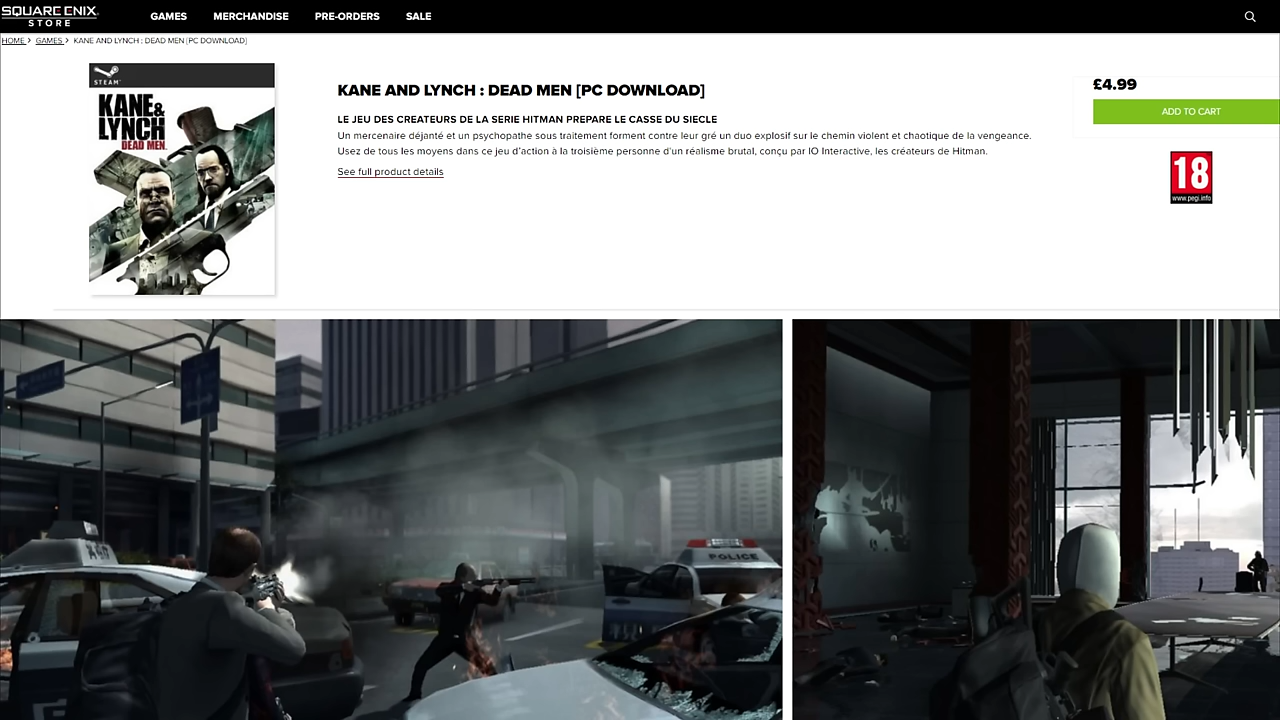 SQUARE ENIX
STORE
GAMES MERCHANDISE PRE-ORDERS SALE
HOME > GAMES > KANE AND LYNCH : DEAD MEN [PC DOWNLOAD]
STEAM
KANE&
LYNCH
DEAD MEN
KANE AND LYNCH : DEAD MEN [PC DOWNLOAD]
LE JEU DES CREATEURS DE LA SERIE HITMAN PREPARE LE CASSE DU SIECLE
Un mercenaire déjanté et un psychopathe sous traitement forment contre leur gré un duo explosif sur le chemin violent et chaotique de la vengeance.
Usez de tous les moyens dans ce jeu d'action à la troisième personne d'un réalisme brutal, conçu par IO Interactive, les créateurs de Hitman.
See full product details
£4.99
ADD TO CART
18
www.pegi.info
POLICE